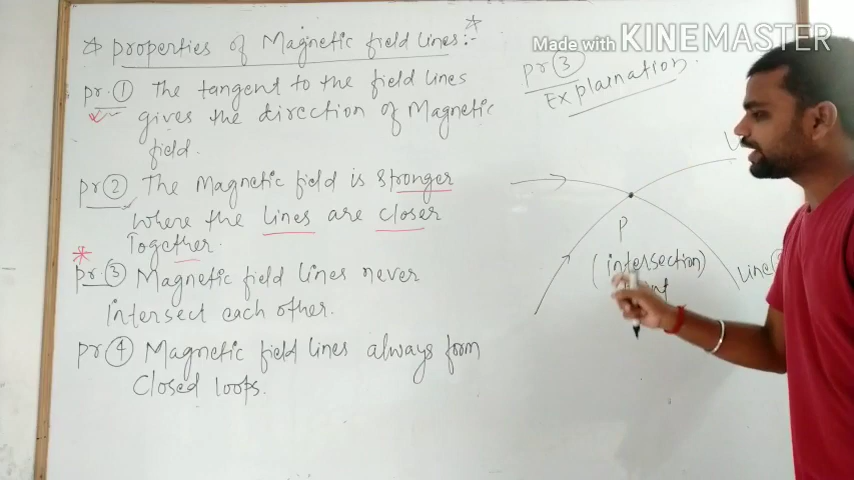 ☆ properties of Magnetic field Lines:-*
pr. ① The tangent to the field lines
gives the direction of Magnetic
field.
pr ② The Magnetic field is stronger
where the lines are closer
Together.
* pr. ③ Magnetic field lines never
intersect each other.
pr ④ Magnetic field lines always form
closed loops.
Made with KINEMASTER
pr ③
Explaination.
P
(intersection)
Line